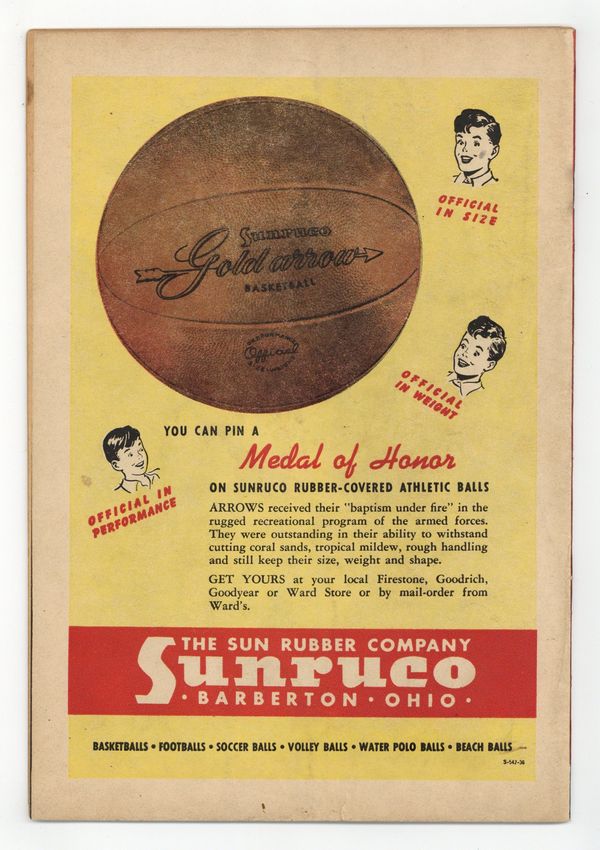 Sunruco
Gold arrow
BASKETBALL
PERFORMANCE
Official
SIZE-WEIGHT
OFFICIAL
IN SIZE
OFFICIAL
IN WEIGHT
YOU CAN PIN A
Medal of Honor
OFFICIAL IN
PERFORMANCE
ON SUNRUCO RUBBER-COVERED ATHLETIC BALLS
ARROWS received their "baptism under fire" in the
rugged recreational program of the armed forces.
They were outstanding in their ability to withstand
cutting coral sands, tropical mildew, rough handling
and still keep their size, weight and shape.
GET YOURS at your local Firestone, Goodrich,
Goodyear or Ward Store or by mail-order from
Ward's.
THE SUN RUBBER COMPANY
Sunruco
· BARBERTON · OHIO ·
BASKETBALLS • FOOTBALLS • SOCCER BALLS • VOLLEY BALLS • WATER POLO BALLS • BEACH BALLS
S-147-36